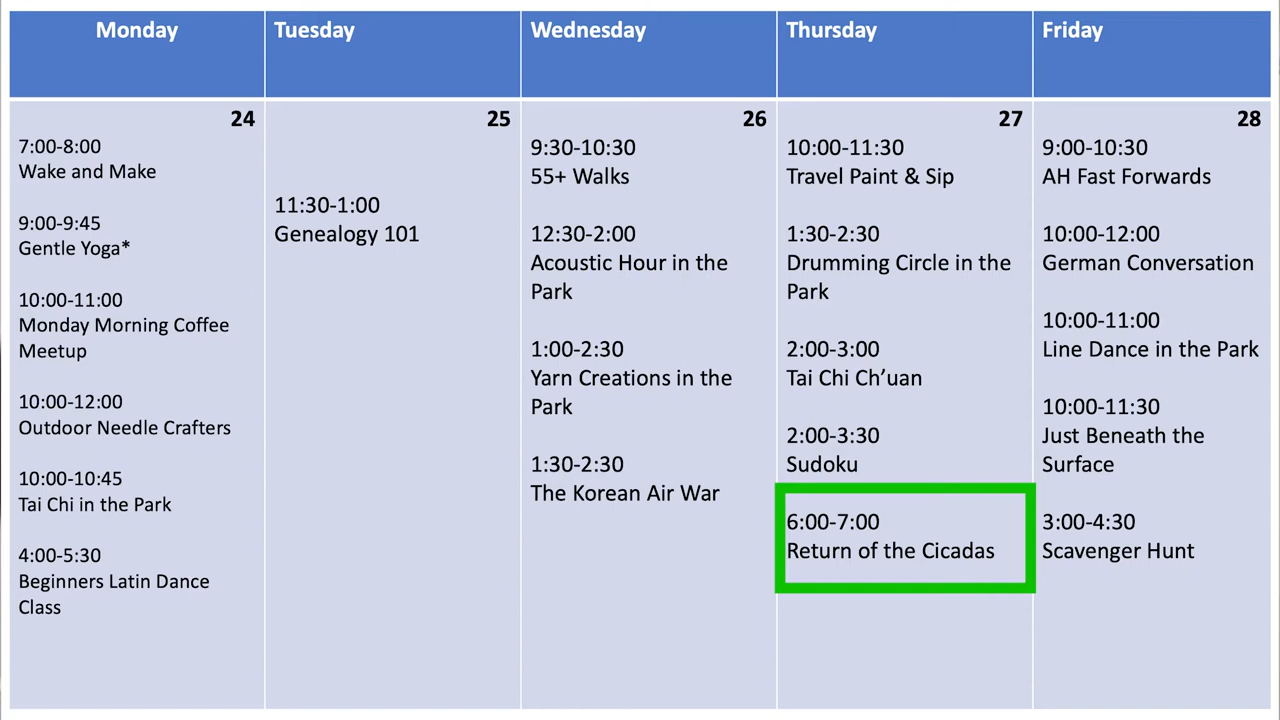 Monday
Tuesday
Wednesday
Thursday
Friday
24
7:00-8:00
Wake and Make
9:00-9:45
Gentle Yoga*
10:00-11:00
Monday Morning Coffee
Meetup
10:00-12:00
Outdoor Needle Crafters
10:00-10:45
Tai Chi in the Park
4:00-5:30
Beginners Latin Dance
Class
25
11:30-1:00
Genealogy 101
26
9:30-10:30
55+ Walks
12:30-2:00
Acoustic Hour in the
Park
1:00-2:30
Yarn Creations in the
Park
1:30-2:30
The Korean Air War
27
10:00-11:30
Travel Paint & Sip
1:30-2:30
Drumming Circle in the
Park
2:00-3:00
Tai Chi Ch’uan
2:00-3:30
Sudoku
6:00-7:00
Return of the Cicadas
28
9:00-10:30
AH Fast Forwards
10:00-12:00
German Conversation
10:00-11:00
Line Dance in the Park
10:00-11:30
Just Beneath the
Surface
3:00-4:30
Scavenger Hunt